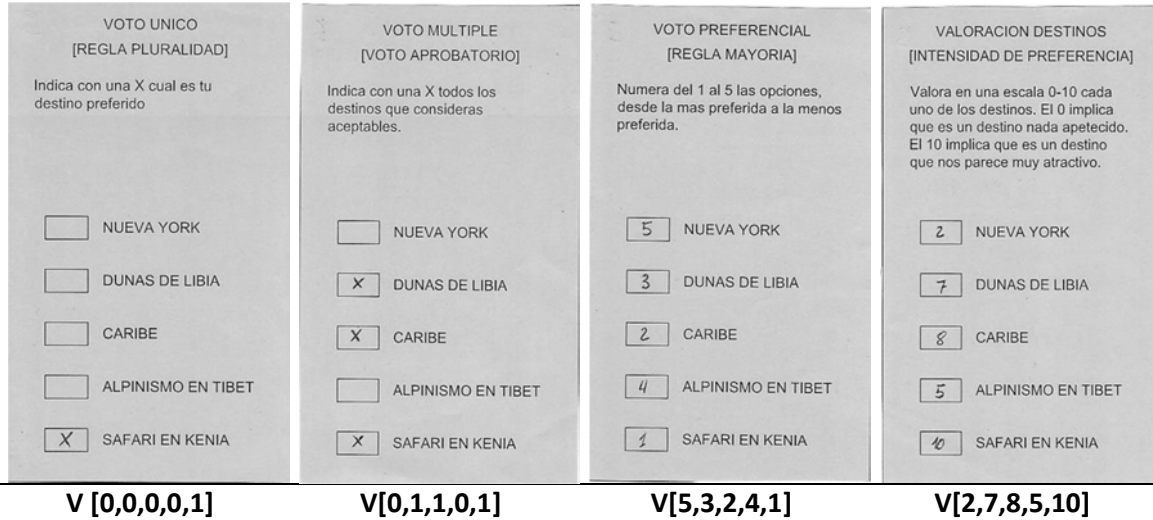 VOTO UNICO
[REGLA PLURALIDAD]
Indica con una X cual es tu
destino preferido
NUEVA YORK
DUNAS DE LIBIA
CARIBE
ALPINISMO EN TIBET
X SAFARI EN KENIA
V [0,0,0,0,1]
VOTO MULTIPLE
[VOTO APROBATORIO]
Indica con una X todos los
destinos que consideras
aceptables.
NUEVA YORK
X DUNAS DE LIBIA
X CARIBE
ALPINISMO EN TIBET
X SAFARI EN KENIA
V[0,1,1,0,1]
VOTO PREFERENCIAL
[REGLA MAYORIA]
Numera del 1 al 5 las opciones,
desde la mas preferida a la menos
preferida.
5 NUEVA YORK
3 DUNAS DE LIBIA
2 CARIBE
4 ALPINISMO EN TIBET
1 SAFARI EN KENIA
V[5,3,2,4,1]
VALORACION DESTINOS
[INTENSIDAD DE PREFERENCIA]
Valora en una escala 0-10 cada
uno de los destinos. El 0 implica
que es un destino nada apetecido.
El 10 implica que es un destino
que nos parece muy atractivo.
2 NUEVA YORK
7 DUNAS DE LIBIA
8 CARIBE
5 ALPINISMO EN TIBET
10 SAFARI EN KENIA
V[2,7,8,5,10]